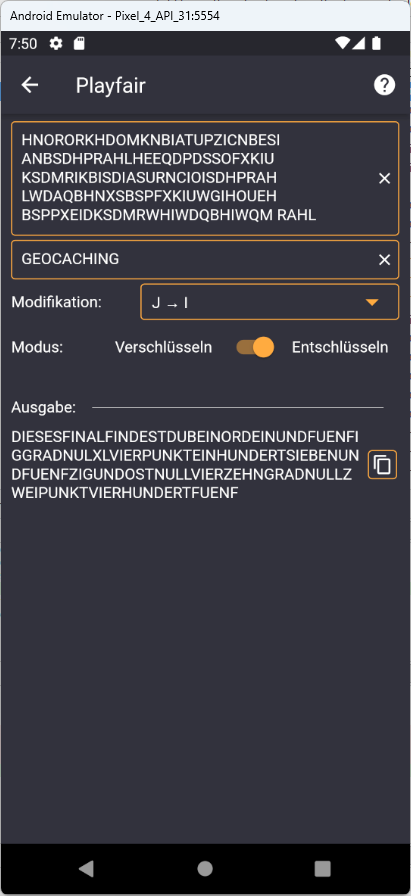 Android Emulator - Pixel_4_API_31:5554
7:50
Playfair
HNORORKHDOMKNBIATUPZICNBESI
ANBSDHPRAHLHEEQDPDSSOFXKIU
KSDMRIKBISDIASURNCIOISDHPRAH
LWDAQBHNXSBSPFXKIUWGIHOUEH
BSPPXEIDKSDMRWHIWDQBHIWQM RAHL
GEOCACHING
Modifikation:
J → I
Modus:
Verschlüsseln
Entschlüsseln
Ausgabe:
DIESESFINALFINDESTDUBEINORDEINUNDFUENFI
GGRADNULXLVIERPUNKTEINHUNDERTSIEBENUN
DFUENFZIGUNDOSTNULLVIERZEHNGRADNULLZ
WEIPUNKTVIERHUNDERTFUENF